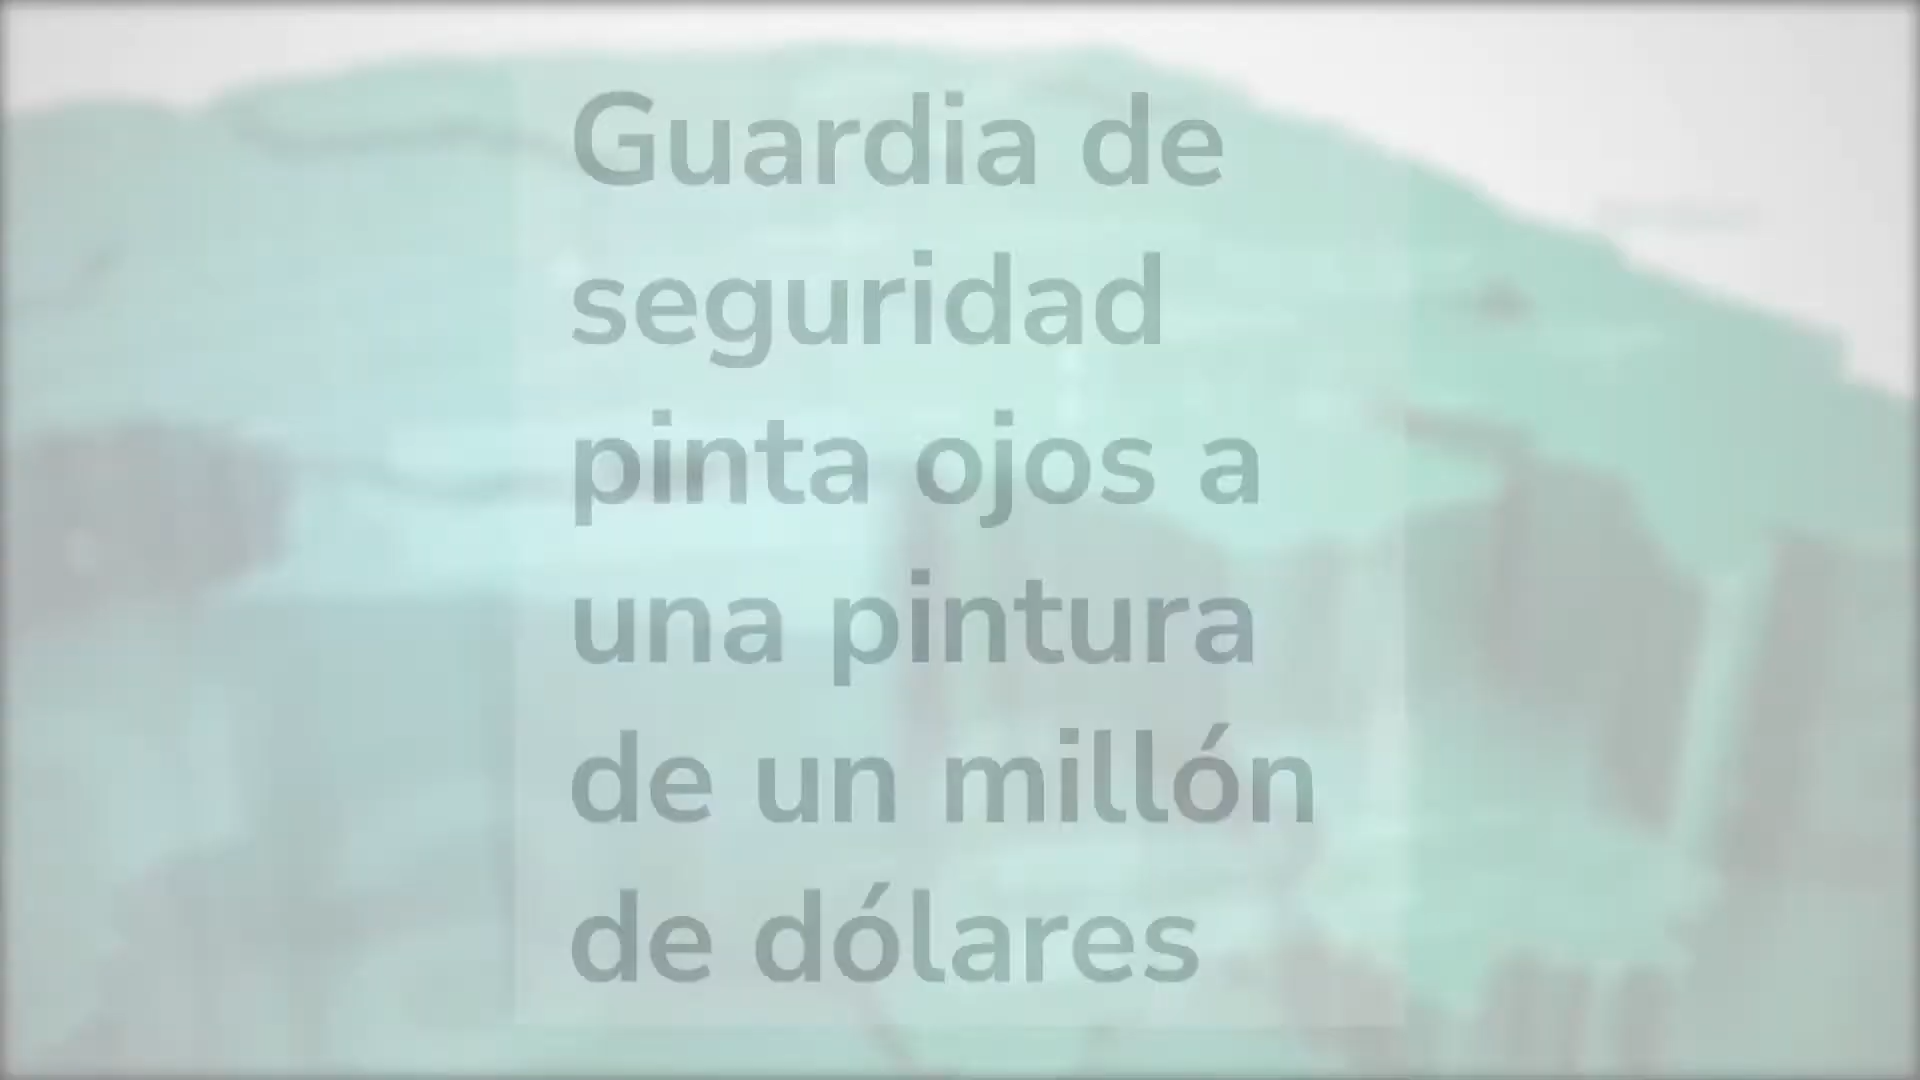 Guardia de
seguridad
pinta ojos a
una pintura
de un millón
de dólares